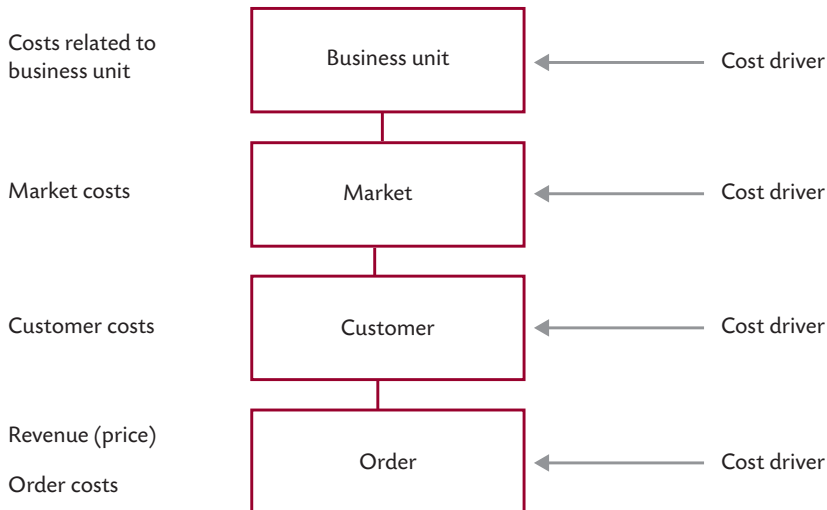 Costs related to
business unit
Business unit
Cost driver
Market costs
Market
Cost driver
Customer costs
Customer
Cost driver
Revenue (price)
Order costs
Order
Cost driver